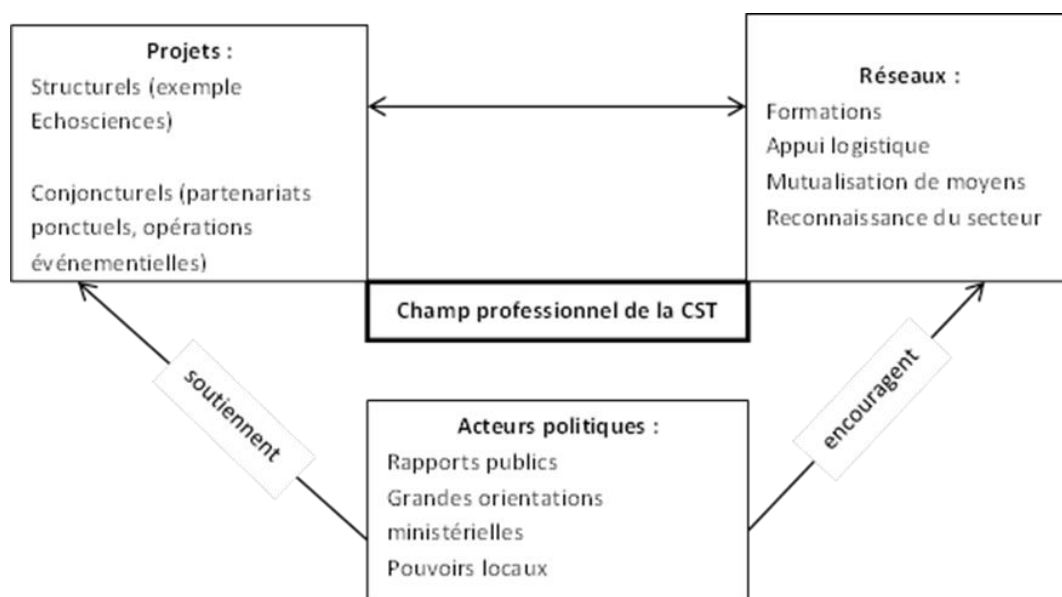 Projets :
Structurels (exemple
Echosciences)
Conjoncturels (partenariats
ponctuels, opérations
événementielles)
Réseaux :
Formations
Appui logistique
Mutualisation de moyens
Reconnaissance du secteur
Champ professionnel de la CST
soutiennent
encouragent
Acteurs politiques :
Rapports publics
Grandes orientations
ministérielles
Pouvoirs locaux